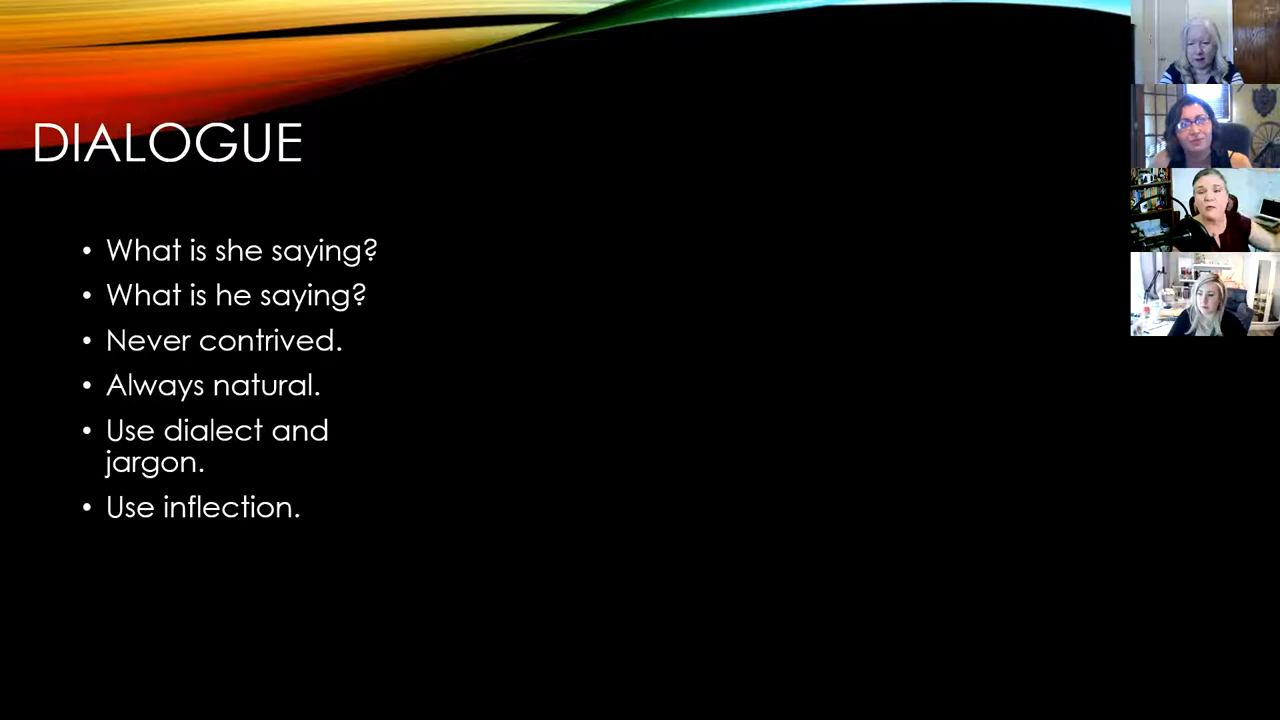 DIALOGUE
• What is she saying?
• What is he saying?
• Never contrived.
• Always natural.
• Use dialect and
jargon.
• Use inflection.